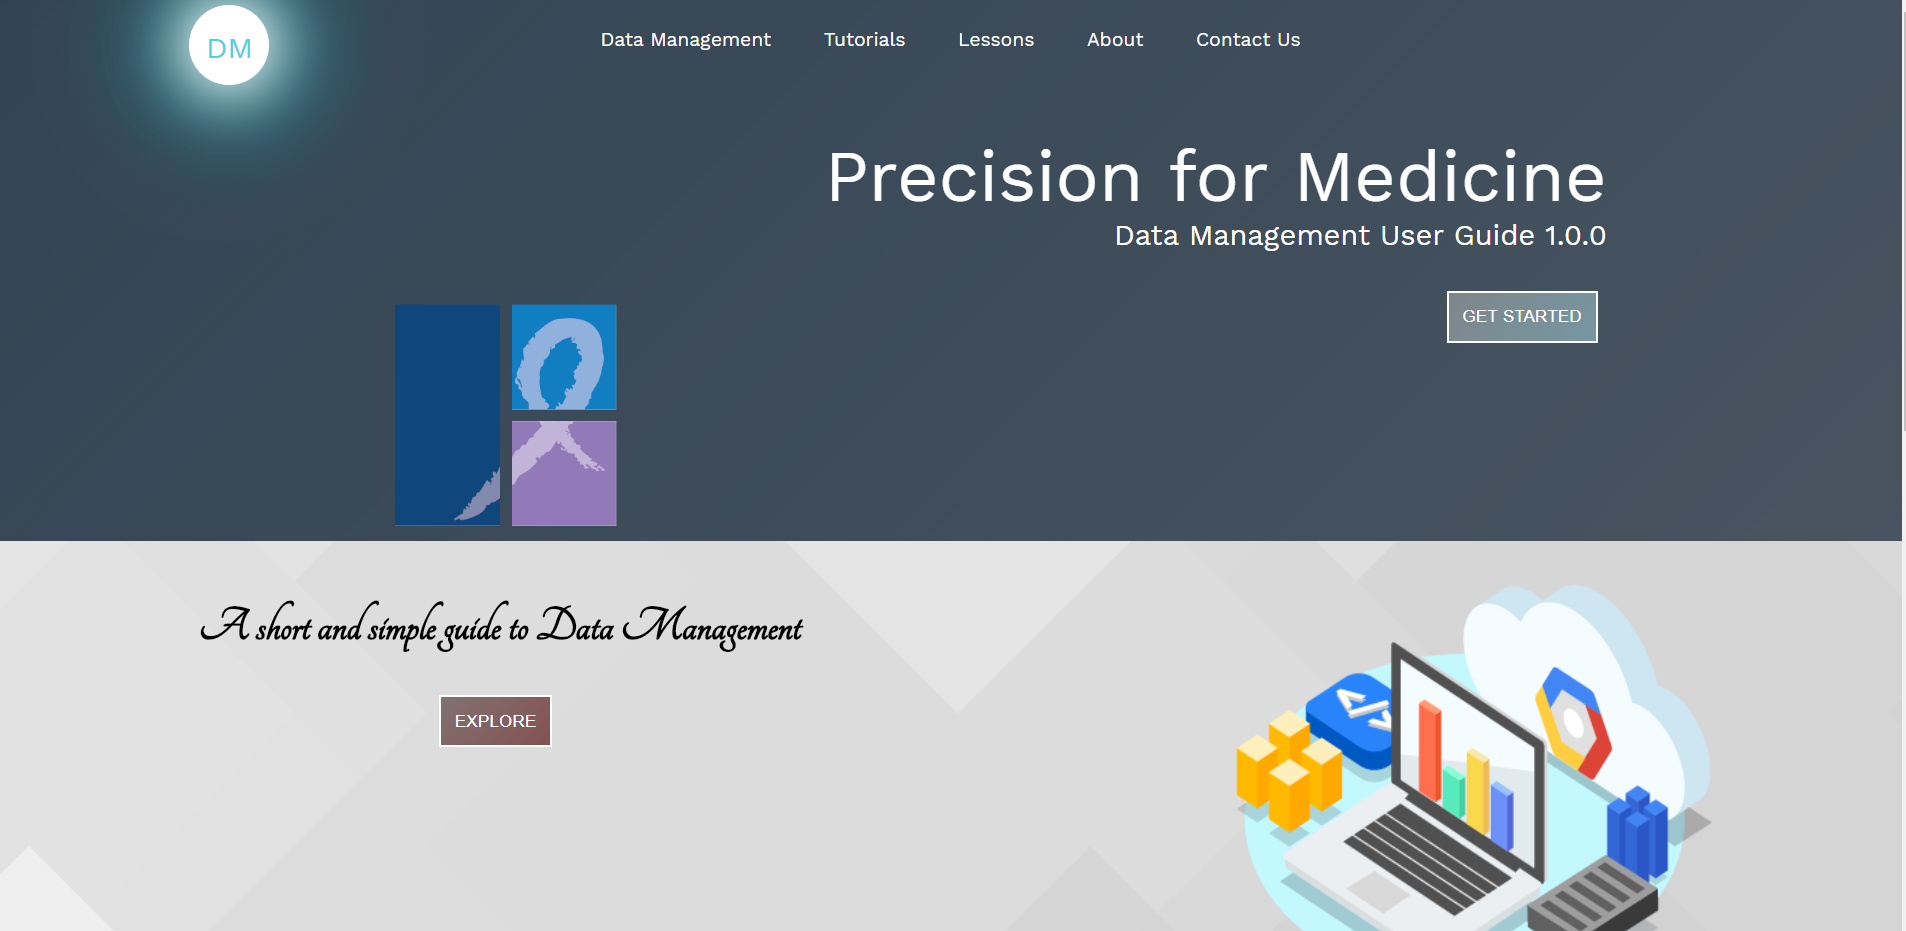 DM
Data Management Tutorials Lessons About Contact Us
Precision for Medicine
Data Management User Guide 1.0.0
GET STARTED
A short and simple guide to Data Management
EXPLORE